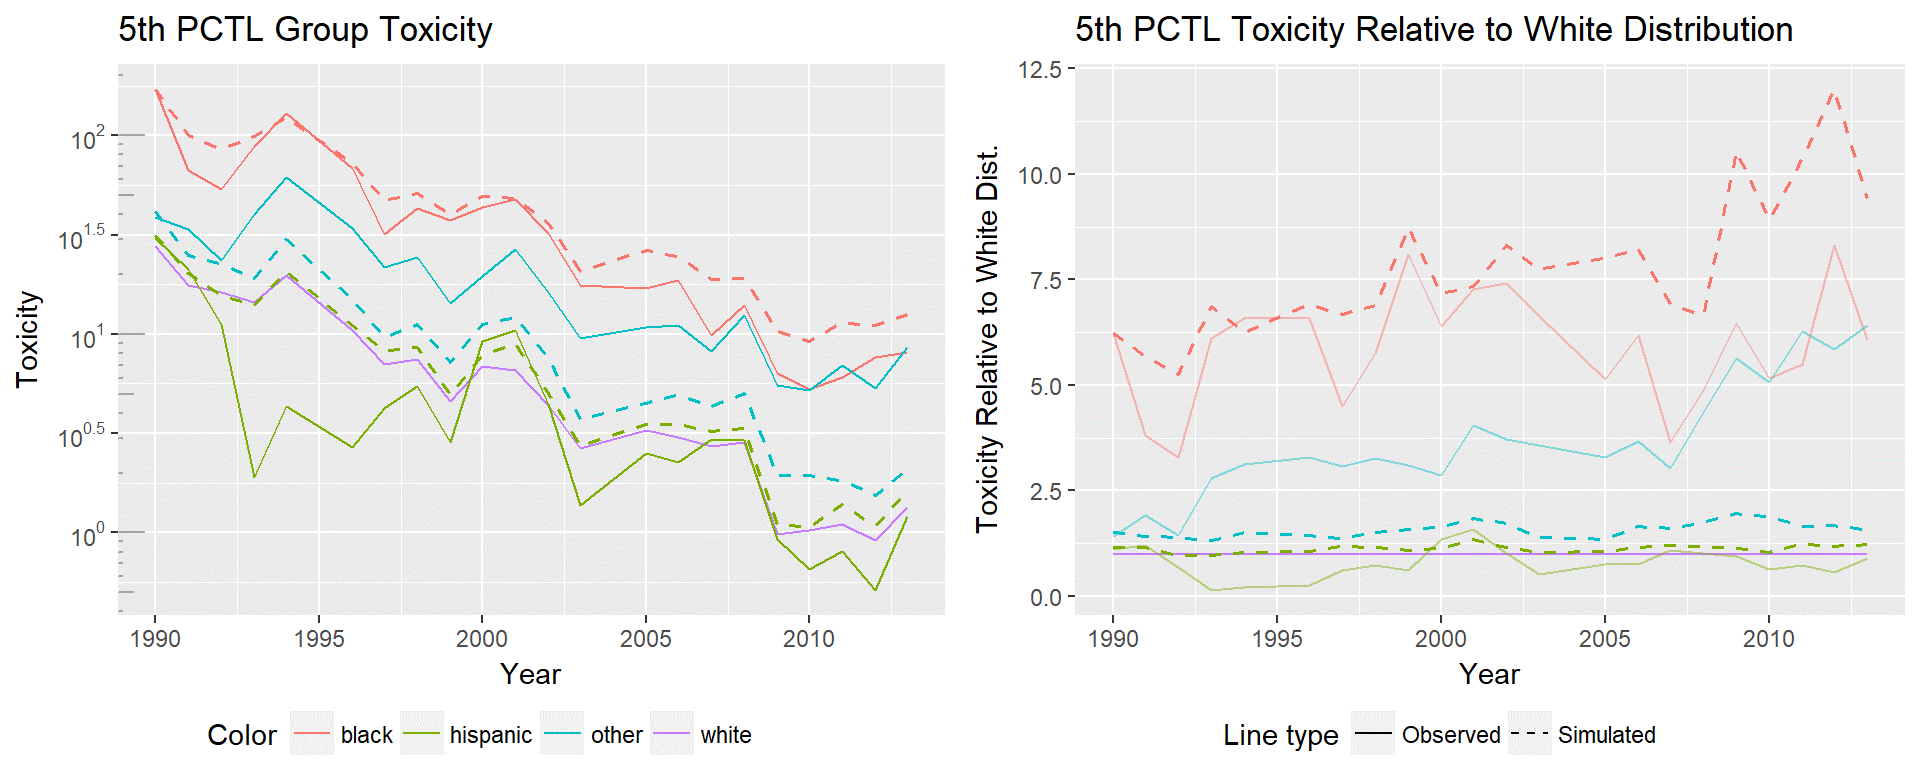 5th PCTL Group Toxicity
Toxicity
10^2
10^1.5
10^1
10^0.5
10^0
1990 1995 2000 2005 2010
Year
Color black hispanic other white
5th PCTL Toxicity Relative to White Distribution
Toxicity Relative to White Dist.
12.5
10.0
7.5
5.0
2.5
0.0
1990 1995 2000 2005 2010
Year
Line type Observed Simulated